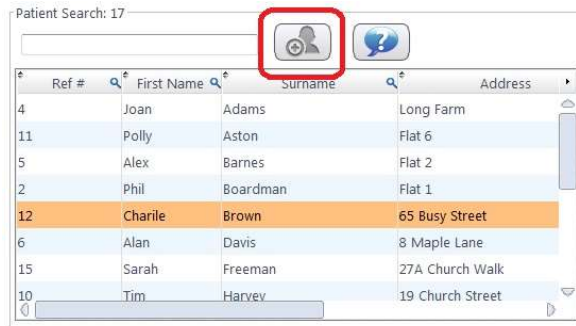 Patient Search: 17
Ref # First Name Surname Address
4 Joan Adams Long Farm
11 Polly Aston Flat 6
5 Alex Barnes Flat 2
2 Phil Boardman Flat 1
12 Charile Brown 65 Busy Street
6 Alan Davis 8 Maple Lane
15 Sarah Freeman 27A Church Walk
10 Tim Harvey 19 Church Street